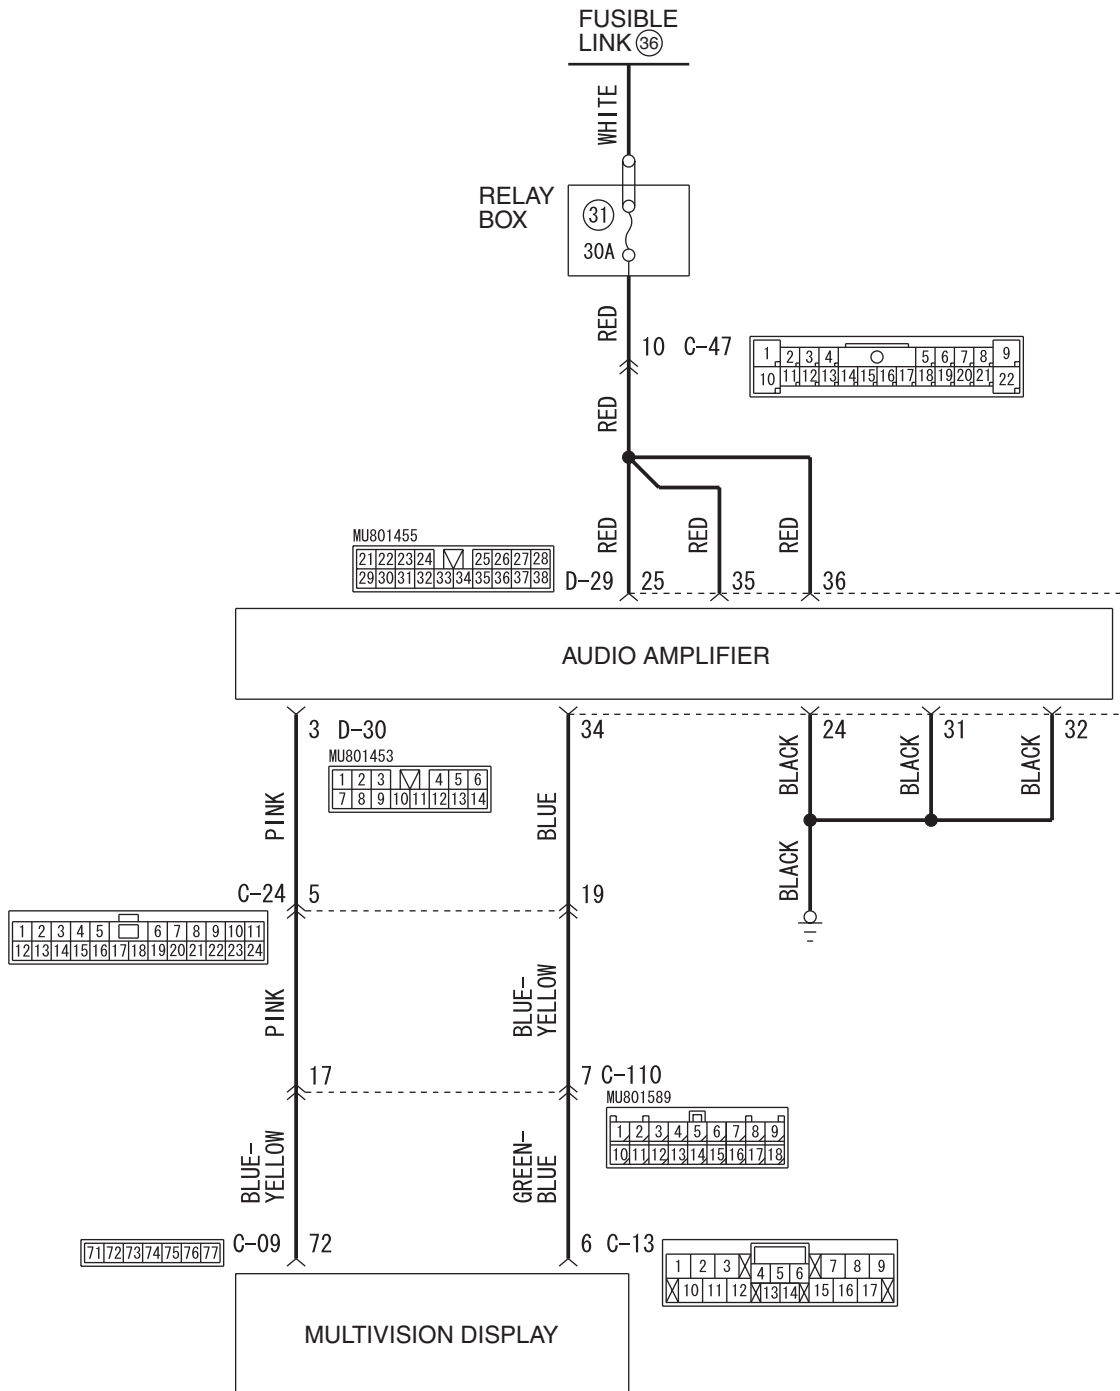 FUSIBLE
LINK 36
WHITE
RELAY
BOX
31
30A
RED
10 C-47
1 2 3 4 5 6 7 8 9
10 11 12 13 14 15 16 17 18 19 20 21 22
RED
RED
RED
RED
MU801455
21 22 23 24 25 26 27 28
29 30 31 32 33 34 35 36 37 38
D-29 25 35 36
AUDIO AMPLIFIER
3 D-30 34 24 31 32
MU801453
1 2 3 4 5 6
7 8 9 10 11 12 13 14
PINK
BLUE
BLACK
BLACK
BLACK
BLACK
C-24 5 19
1 2 3 4 5 6 7 8 9 10 11
12 13 14 15 16 17 18 19 20 21 22 23 24
PINK
BLUE-
YELLOW
17 7 C-110
MU801589
1 2 3 4 5 6 7 8 9
10 11 12 13 14 15 16 17 18
BLUE-
YELLOW
GREEN-
BLUE
71 72 73 74 75 76 77
C-09 72 6 C-13
1 2 3 4 5 6 7 8 9
10 11 12 13 14 15 16 17
MULTIVISION DISPLAY